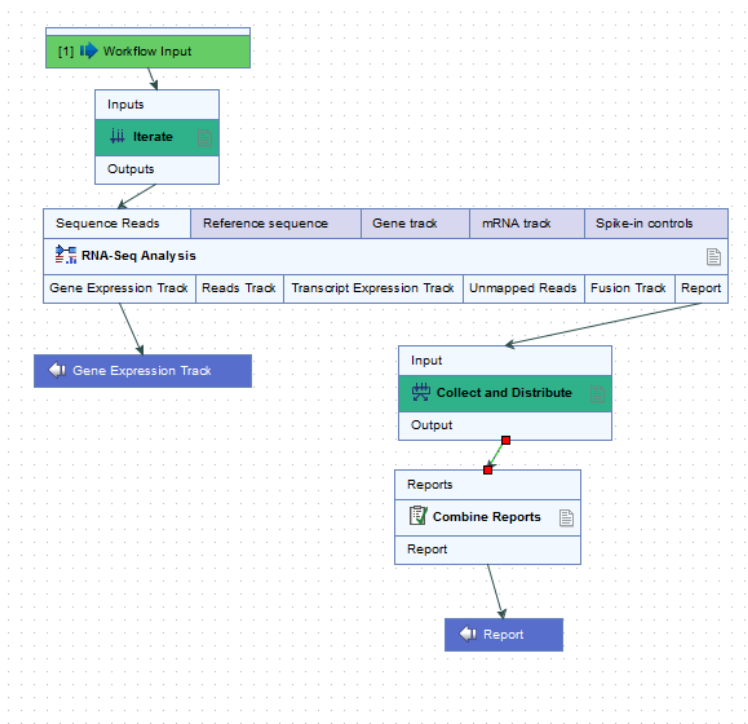 [1] Workflow Input
Inputs
Iterate
Outputs
Sequence Reads Reference sequence Gene track mRNA track Spike-in controls
RNA-Seq Analysis
Gene Expression Track Reads Track Transcript Expression Track Unmapped Reads Fusion Track Report
Gene Expression Track
Input
Collect and Distribute
Output
Reports
Combine Reports
Report
Report